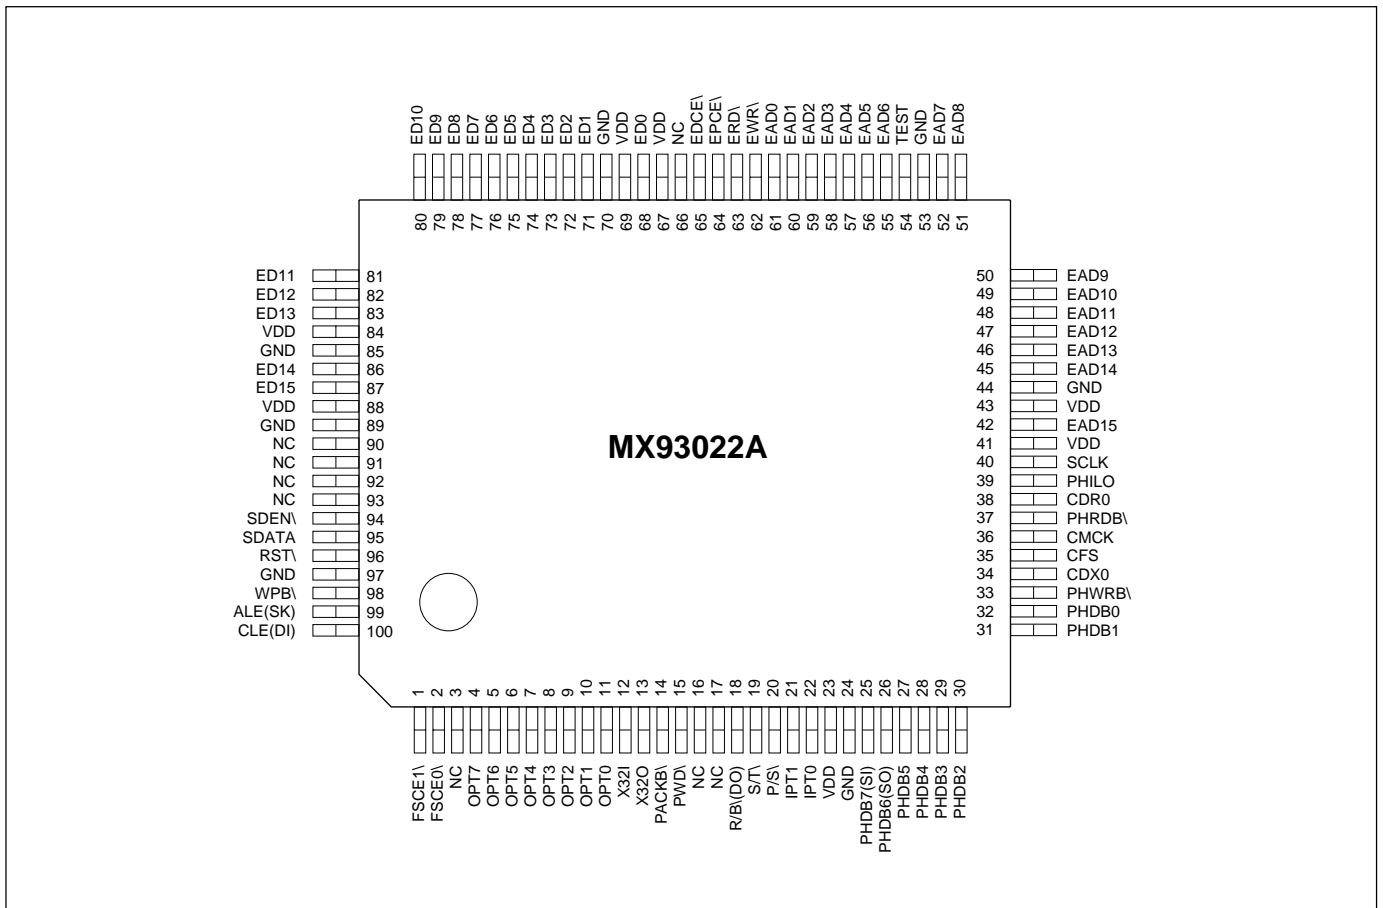 ED10 ED9 ED8 ED7 ED6 ED5 ED4 ED3 ED2 ED1 GND VDD ED0 VDD NC EDCE\ EPCE\ ERD\ EWR\ EAD0 EAD1 EAD2 EAD3 EAD4 EAD5 EAD6 TEST GND EAD7 EAD8
80 79 78 77 76 75 74 73 72 71 70 69 68 67 66 65 64 63 62 61 60 59 58 57 56 55 54 53 52 51
ED11 81
ED12 82
ED13 83
VDD 84
GND 85
ED14 86
ED15 87
VDD 88
GND 89
NC 90
NC 91
NC 92
NC 93
SDEN\ 94
SDATA 95
RST\ 96
GND 97
WPB\ 98
ALE(SK) 99
CLE(DI) 100
MX93022A
50 EAD9
49 EAD10
48 EAD11
47 EAD12
46 EAD13
45 EAD14
44 GND
43 VDD
42 EAD15
41 VDD
40 SCLK
39 PHILO
38 CDR0
37 PHRDB\
36 CMCK
35 CFS
34 CDX0
33 PHWRB\
32 PHDB0
31 PHDB1
1 2 3 4 5 6 7 8 9 10 11 12 13 14 15 16 17 18 19 20 21 22 23 24 25 26 27 28 29 30
FSCE1\ FSCE0\ NC OPT7 OPT6 OPT5 OPT4 OPT3 OPT2 OPT1 OPT0 X32I X32O PACKB\ PWD\ NC NC R/B\(DO) S/T\ P/S\ IPT1 IPT0 VDD GND PHDB7(SI) PHDB6(SO) PHDB5 PHDB4 PHDB3 PHDB2